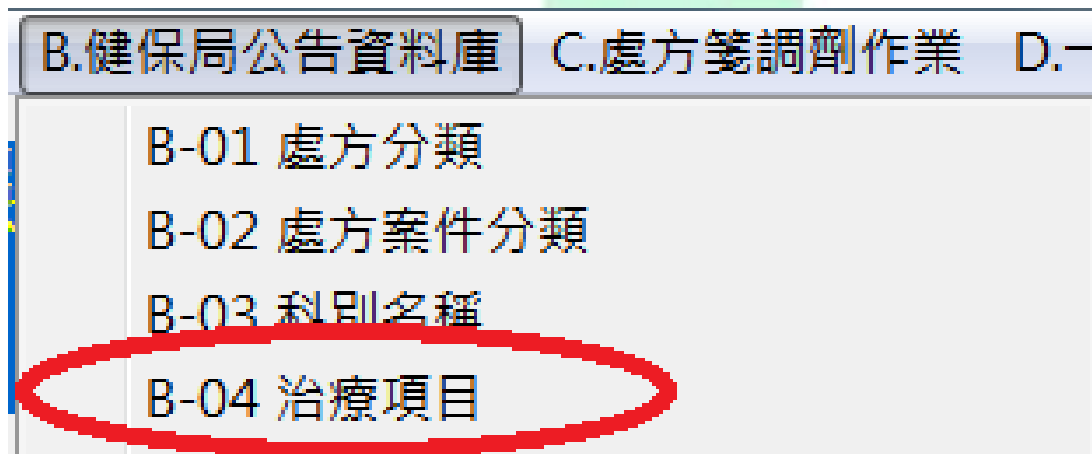 B.健保局公告資料庫 C.處方箋調劑作業 D.
B-01 處方分類
B-02 處方案件分類
B-03 科別名稱
B-04 治療項目